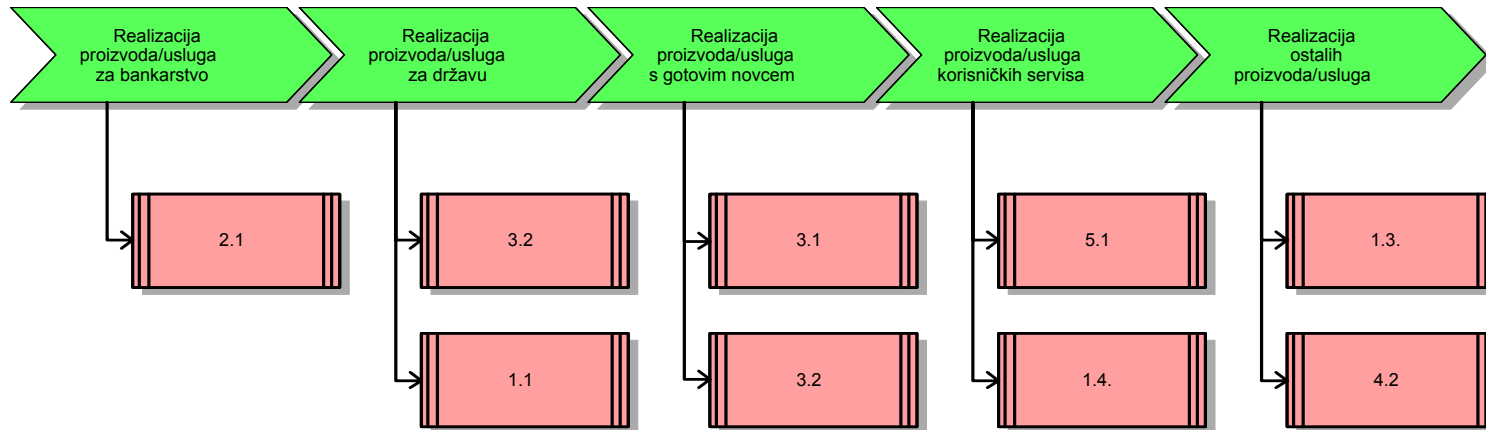 Realizacija
proizvoda/usluga
za bankarstvo
Realizacija
proizvoda/usluga
za državu
Realizacija
proizvoda/usluga
s gotovim novcem
Realizacija
proizvoda/usluga
korisničkih servisa
Realizacija
ostalih
proizvoda/usluga
2.1
3.2
3.1
5.1
1.3.
1.1
3.2
1.4.
4.2